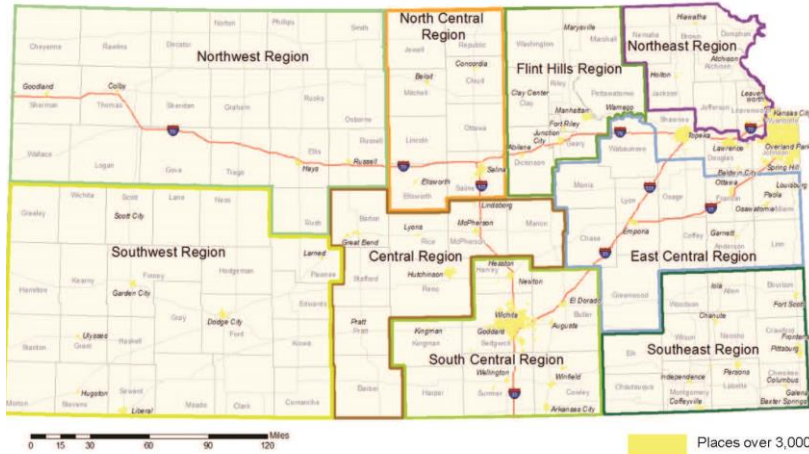 Northwest Region
North Central
Region
Flint Hills Region
Northeast Region
Southwest Region
Central Region
East Central Region
South Central Region
Southeast Region
Norton
Phillips
Smith
Cheyenne
Rawlins
Decatur
Jewell
Republic
Washington
Marshall
Marysville
Hiawatha
Nemaha
Brown
Doniphan
Goodland
Colby
Sherman
Thomas
Sheridan
Graham
Rooks
Osborne
Beloit
Mitchell
Concordia
Cloud
Clay Center
Clay
Riley
Pottawatomie
Manhattan
Wamego
Holton
Jackson
Atchison
Atchison
Jefferson
Leavenworth
Leavenworth
Kansas City
Wyandotte
Wallace
Logan
Gove
Trego
Hays
Ellis
Russell
Russell
Lincoln
Ottawa
Ellsworth
Ellsworth
Salina
Saline
Abilene
Dickinson
Fort Riley
Junction
City
Geary
Wabaunsee
Shawnee
Topeka
Lawrence
Douglas
Baldwin City
Overland Park
Johnson
Spring Hill
Greeley
Wichita
Scott
Scott City
Lane
Ness
Rush
Barton
Great Bend
Lyons
Rice
Lindsborg
McPherson
McPherson
Marion
Morris
Lyon
Osage
Ottawa
Franklin
Louisburg
Paola
Miami
Osawatomie
Chase
Emporia
Coffey
Garnett
Anderson
Linn
Hamilton
Kearny
Finney
Garden City
Hodgeman
Larned
Pawnee
Stafford
Hutchinson
Reno
Hesston
Harvey
Newton
El Dorado
Butler
Greenwood
Woodson
Iola
Allen
Bourbon
Fort Scott
Stanton
Grant
Ulysses
Haskell
Gray
Dodge City
Ford
Edwards
Kiowa
Pratt
Pratt
Kingman
Kingman
Wichita
Goddard
Sedgwick
Augusta
Chanute
Wilson
Neosho
Crawford
Frontenac
Pittsburg
Elk
Morton
Stevens
Hugoton
Seward
Liberal
Meade
Clark
Comanche
Barber
Harper
Wellington
Sumner
Winfield
Cowley
Arkansas City
Chautauqua
Independence
Montgomery
Coffeyville
Parsons
Labette
Cherokee
Columbus
Galena
Baxter Springs
Miles
0 15 30 60 90 120
Places over 3,000